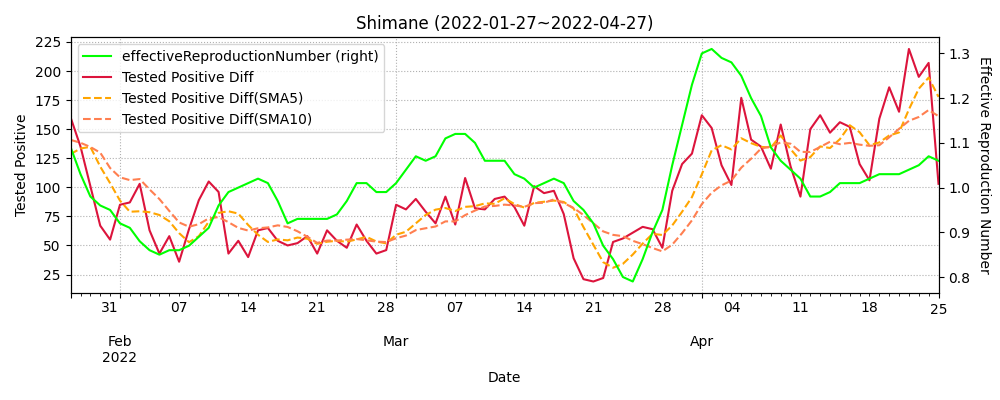 Shimane (2022-01-27~2022-04-27)
effectiveReproductionNumber (right)
Tested Positive Diff
Tested Positive Diff(SMA5)
Tested Positive Diff(SMA10)
Tested Positive
225
200
175
150
125
100
75
50
25
Effective Reproduction Number
1.3
1.2
1.1
1.0
0.9
0.8
31 07 14 21 28 07 14 21 28 04 11 18 25
Feb Mar Apr
2022
Date